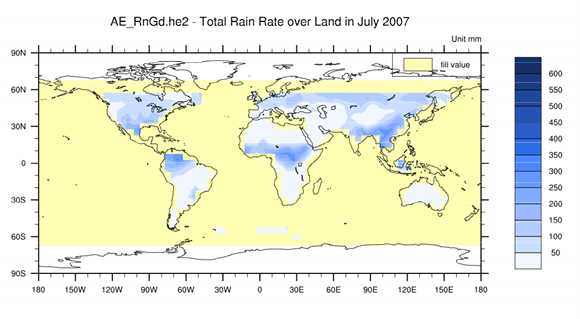 AE_RnGd.he2 - Total Rain Rate over Land in July 2007
Unit mm
fill value
90N
60N
30N
0
30S
60S
90S
180 150W 120W 90W 60W 30W 0 30E 60E 90E 120E 150E 180
600
550
500
450
400
350
300
250
200
150
100
50